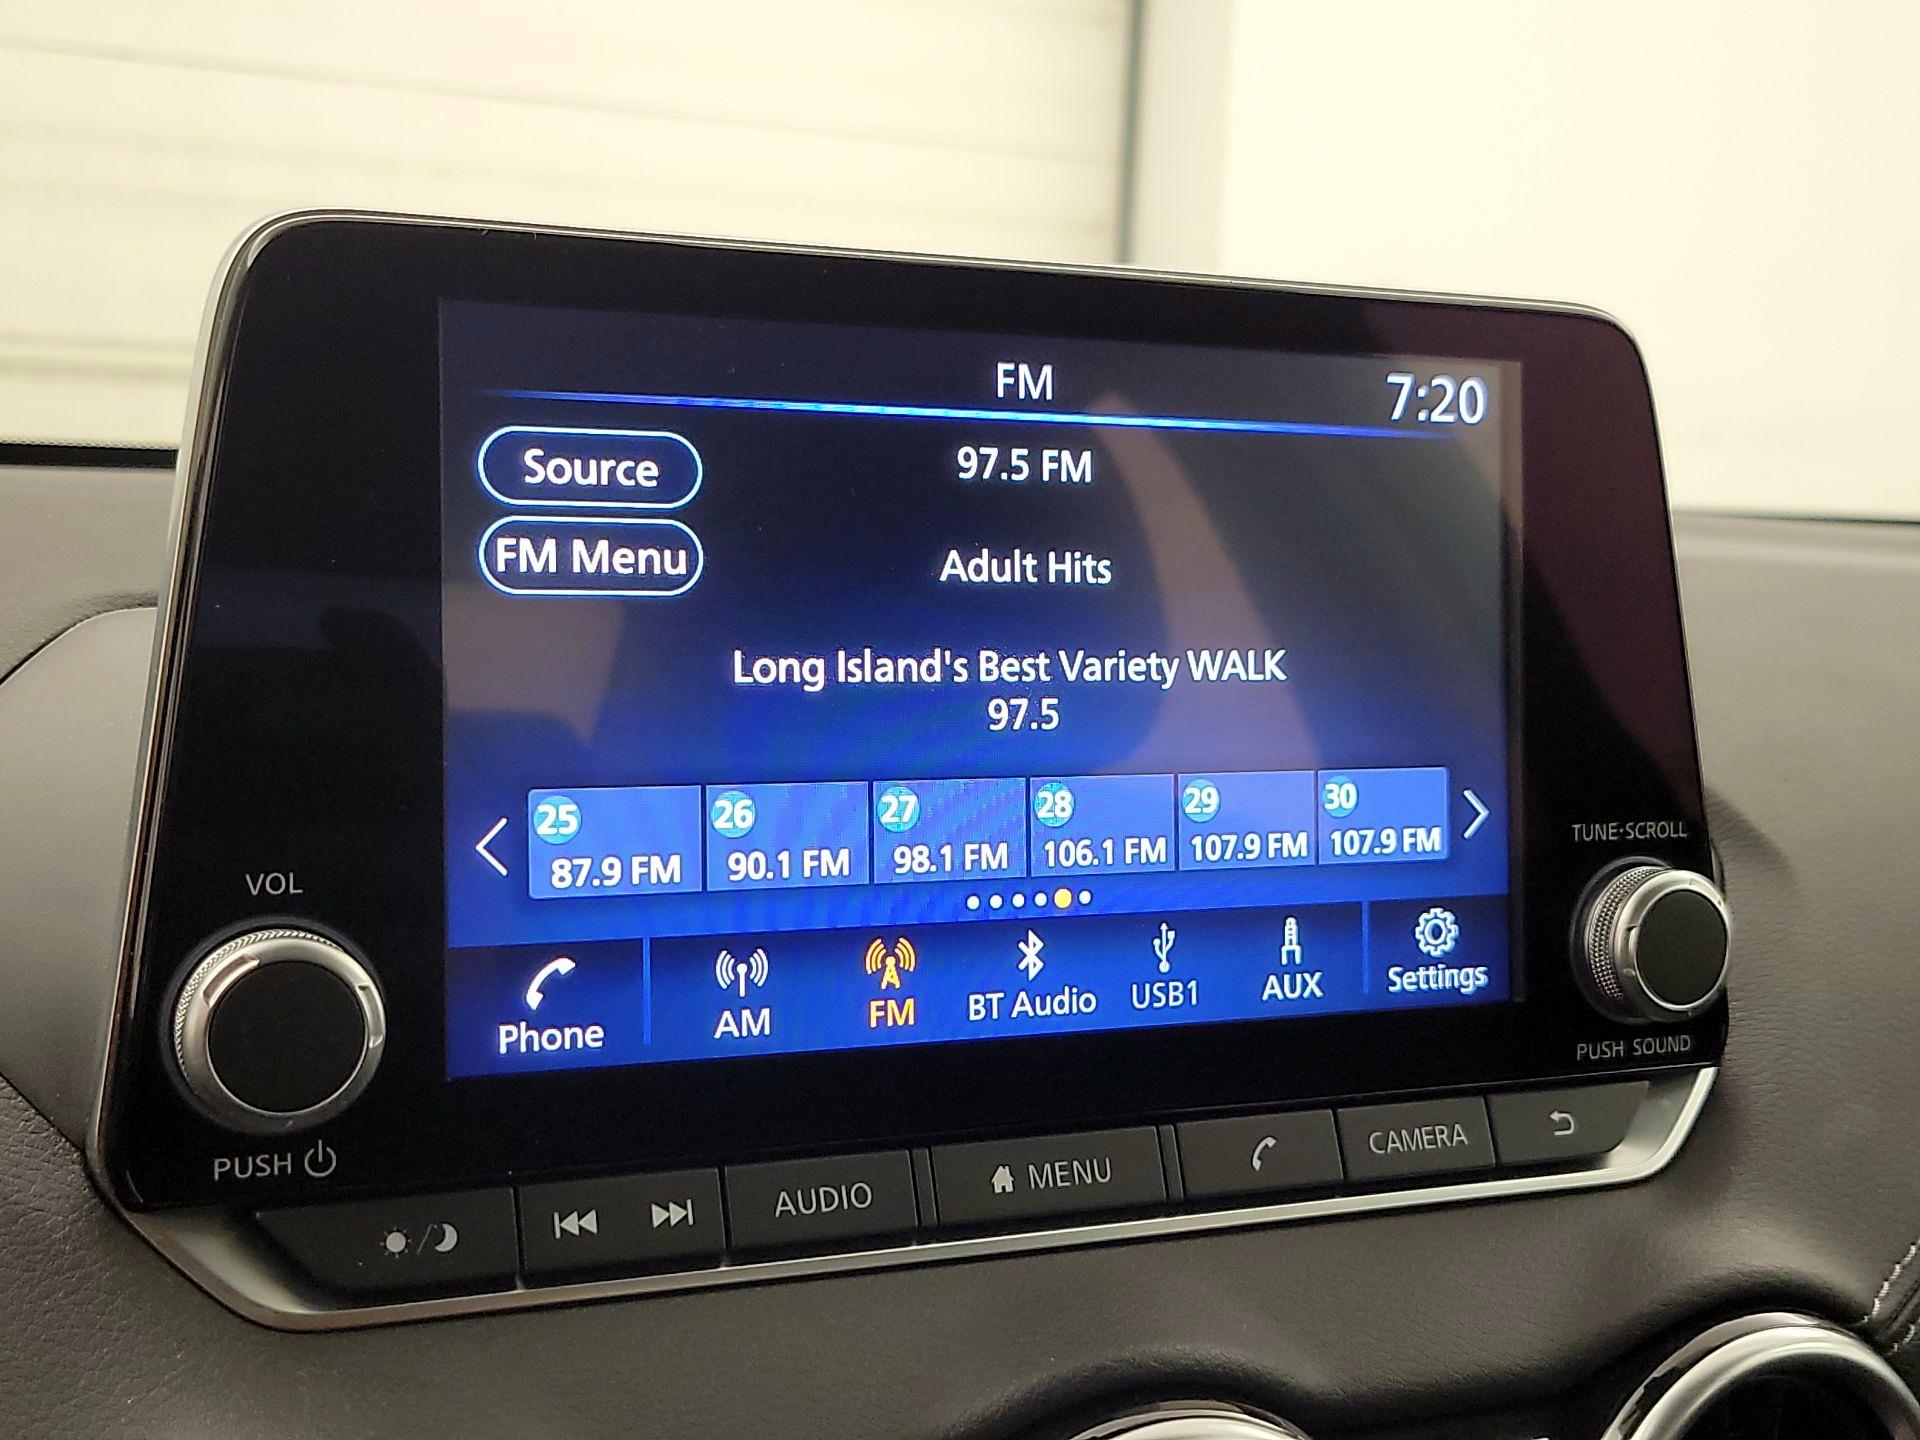 FM
7:20
Source
97.5 FM
FM Menu
Adult Hits
Long Island's Best Variety WALK
97.5
25 26 27 28 29 30
87.9 FM 90.1 FM 98.1 FM 106.1 FM 107.9 FM 107.9 FM
Phone AM FM BT Audio USB1 AUX Settings
VOL
PUSH
TUNE·SCROLL
PUSH SOUND
AUDIO MENU CAMERA